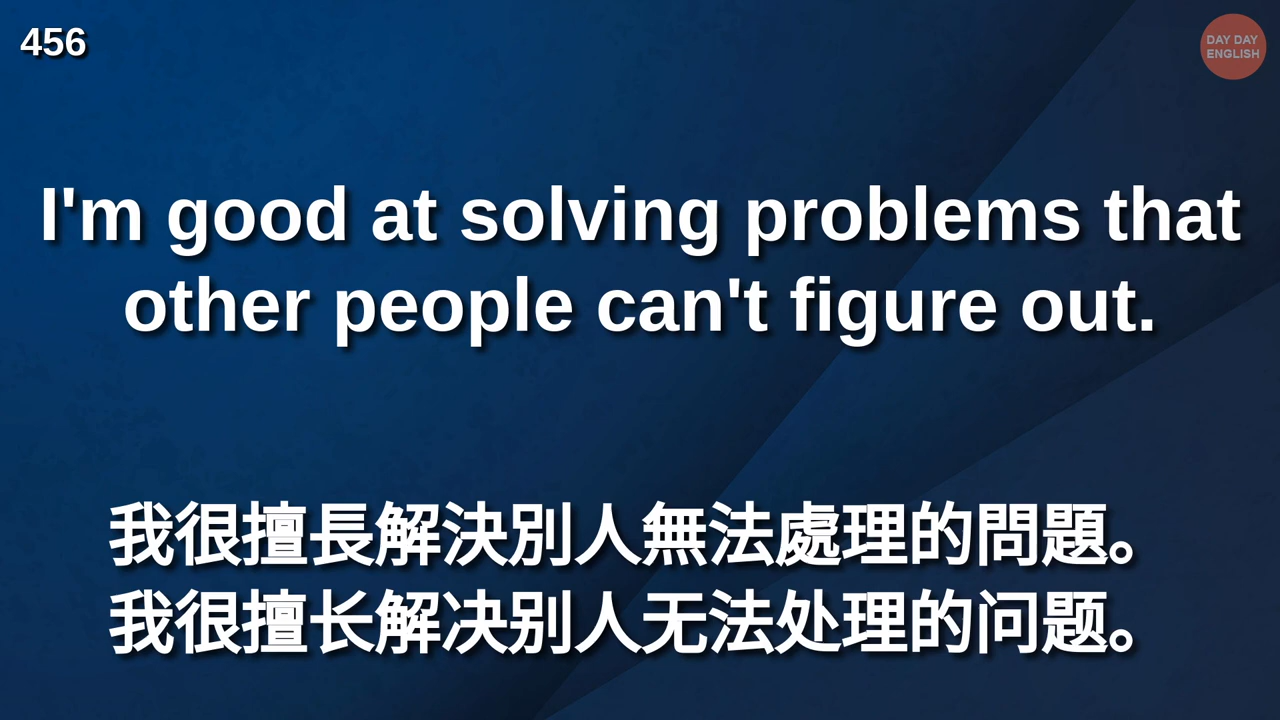 456
DAY DAY
ENGLISH
I'm good at solving problems that
other people can't figure out.
我很擅長解決別人無法處理的問題。
我很擅长解决别人无法处理的问题。